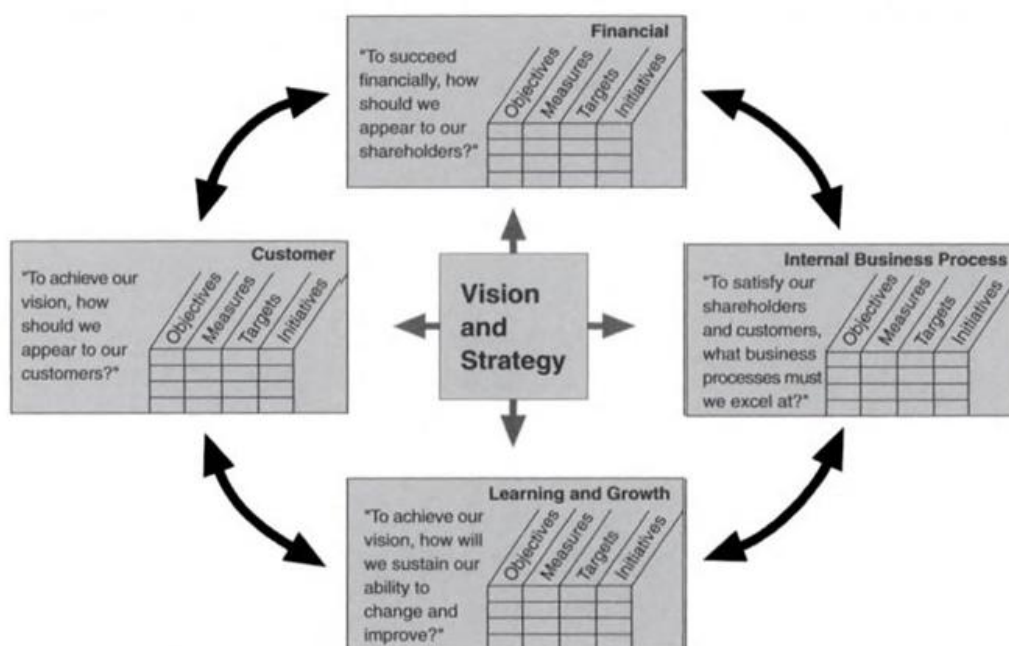 Financial
"To succeed
financially, how
should we
appear to our
shareholders?"
Objectives
Measures
Targets
Initiatives
Customer
"To achieve our
vision, how
should we
appear to our
customers?"
Objectives
Measures
Targets
Initiatives
Vision
and
Strategy
Internal Business Process
"To satisfy our
shareholders
and customers,
what business
processes must
we excel at?"
Objectives
Measures
Targets
Initiatives
Learning and Growth
"To achieve our
vision, how will
we sustain our
ability to
change and
improve?"
Objectives
Measures
Targets
Initiatives